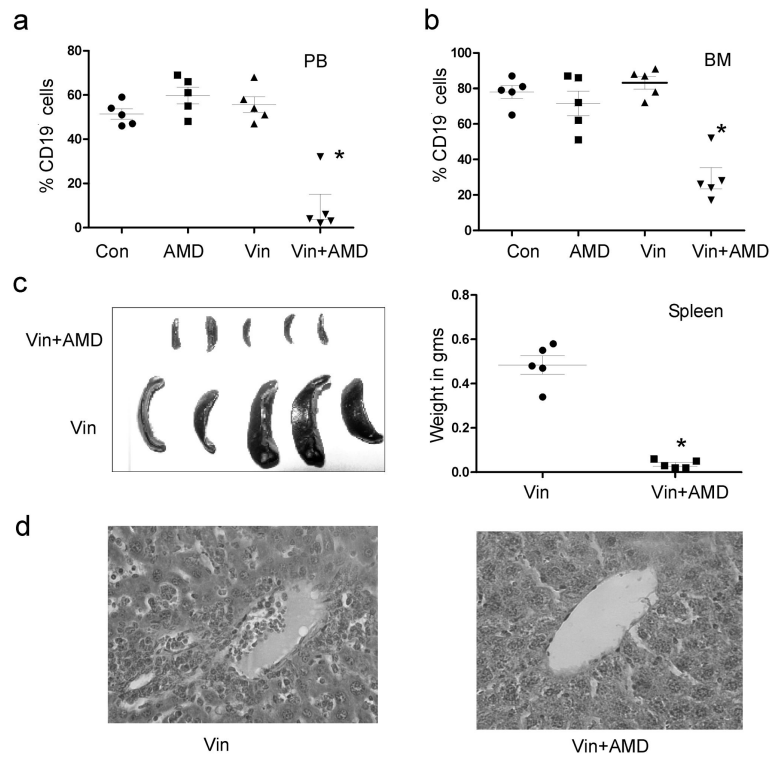 a
PB
% CD19⁺ cells
80
60
40
20
0
Con AMD Vin Vin+AMD
*
b
BM
% CD19⁺ cells
100
80
60
40
20
0
Con AMD Vin Vin+AMD
*
c
Vin+AMD
Vin
Spleen
Weight in gms
0.8
0.6
0.4
0.2
0.0
Vin Vin+AMD
*
d
Vin
Vin+AMD